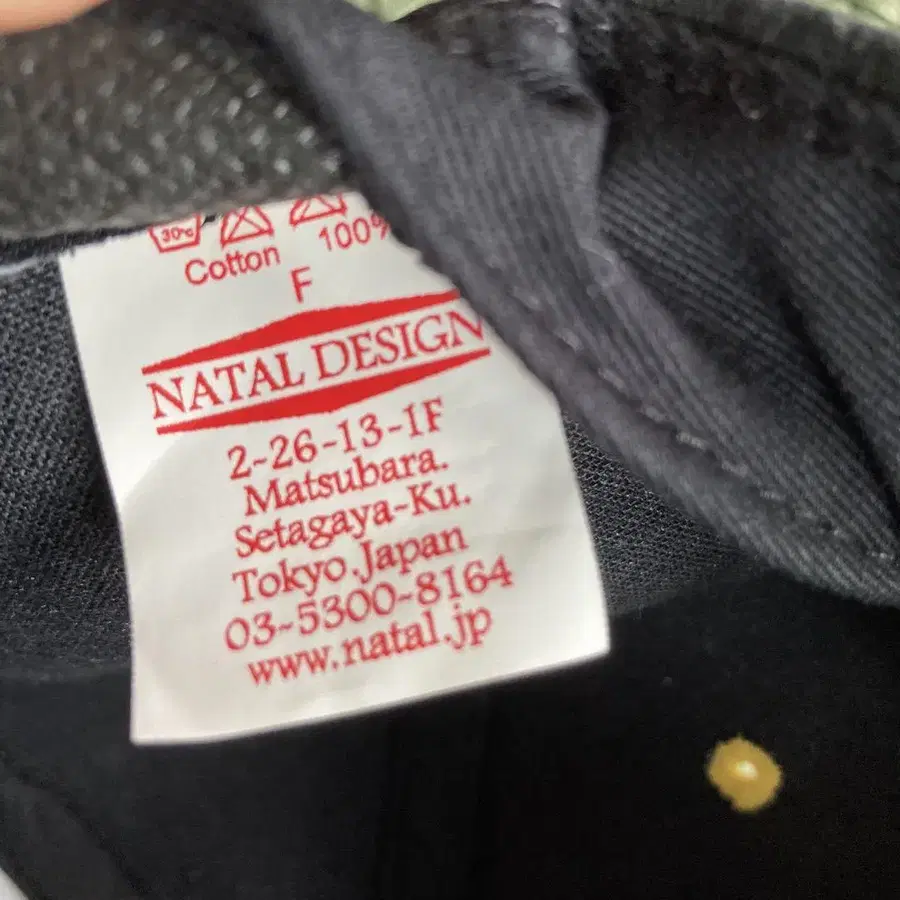 30℃
Cotton 100%
F
NATAL DESIGN
2-26-13-1F
Matsubara.
Setagaya-Ku.
Tokyo.Japan
03-5300-8164
www.natal.jp